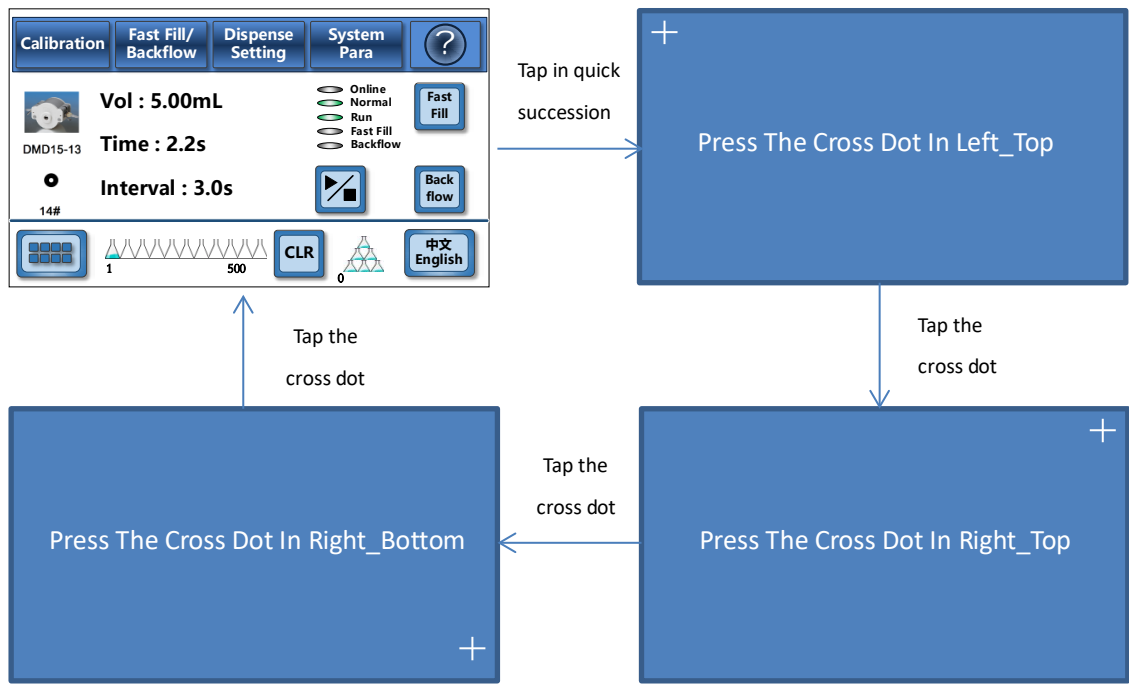 Calibration
Fast Fill/
Backflow
Dispense
Setting
System
Para
?
Vol : 5.00mL
Time : 2.2s
Interval : 3.0s
DMD15-13
14#
Online
Normal
Run
Fast Fill
Backflow
Fast
Fill
Back
flow
1
500
CLR
0
中文
English
Tap in quick
succession
Press The Cross Dot In Left_Top
Tap the
cross dot
Press The Cross Dot In Right_Top
Tap the
cross dot
Press The Cross Dot In Right_Bottom
Tap the
cross dot